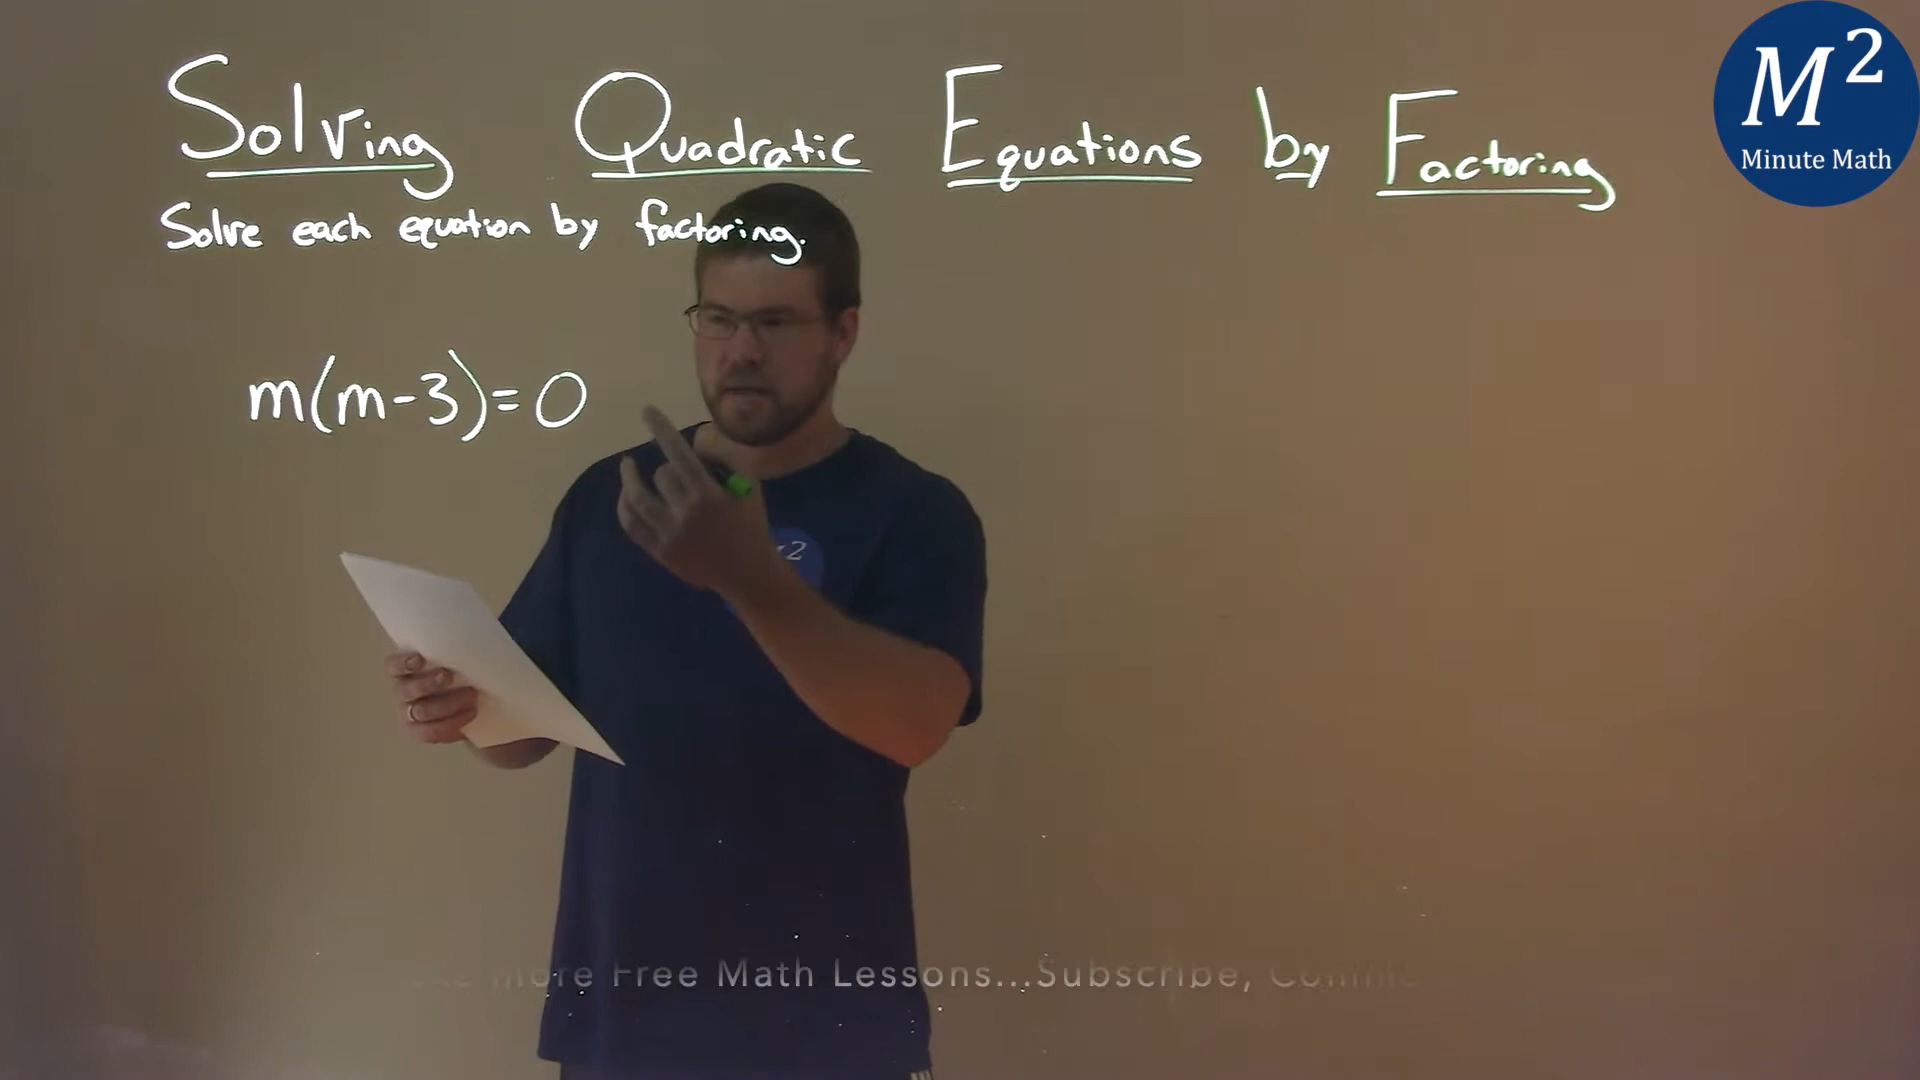 Solving Quadratic Equations by Factoring
M²
Minute Math
Solve each equation by factoring.
m(m-3)=0
more Free Math Lessons...Subscribe,